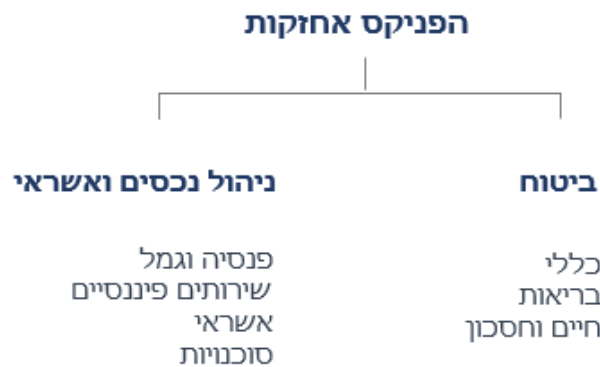 הפניקס אחזקות
ביטוח
כללי
בריאות
חיים וחסכון
ניהול נכסים ואשראי
פנסיה וגמל
שירותים פיננסיים
אשראי
סוכנויות